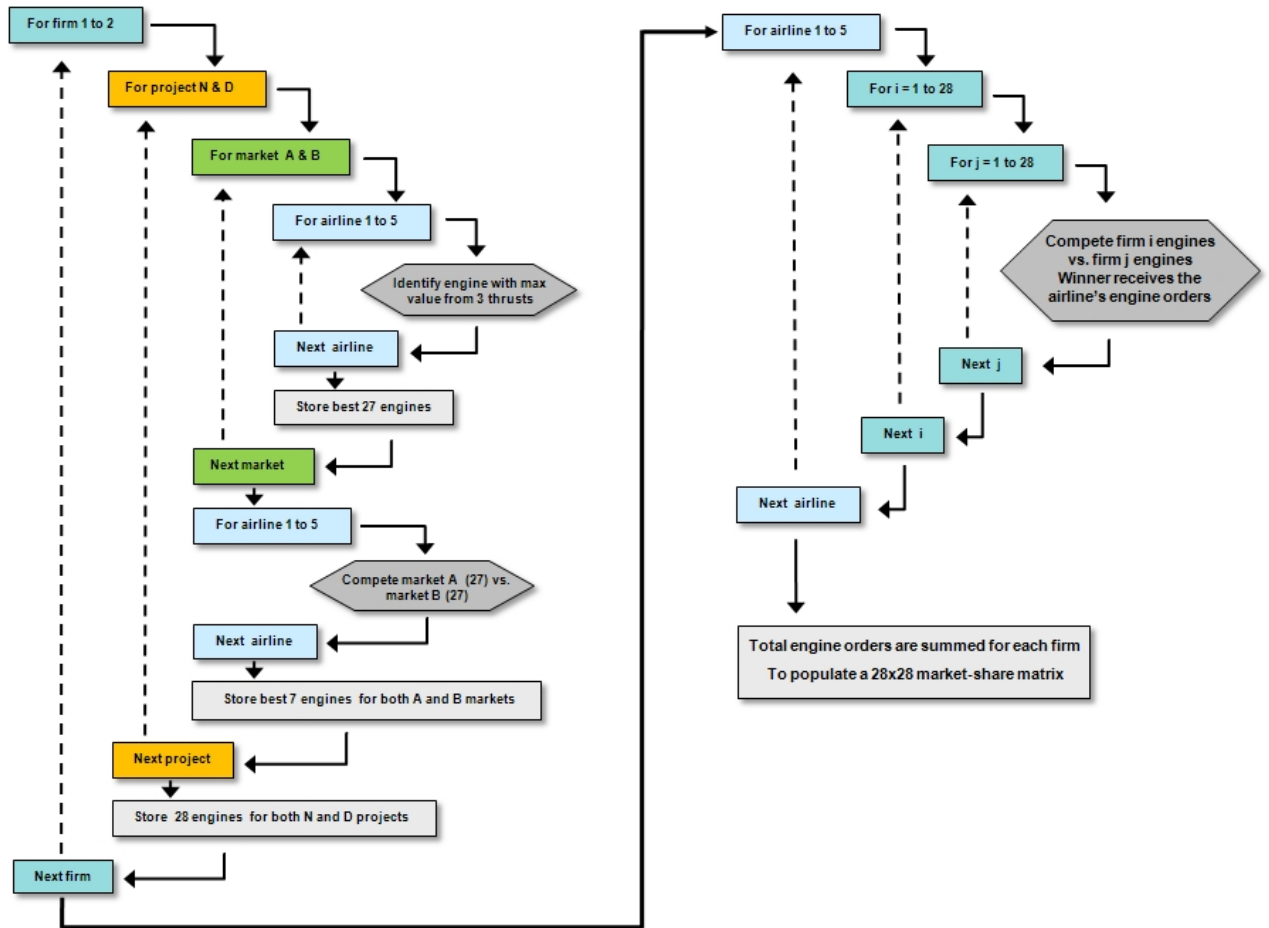 For firm 1 to 2
For project N & D
For market A & B
For airline 1 to 5
Identify engine with max
value from 3 thrusts
Next airline
Store best 27 engines
Next market
For airline 1 to 5
Compete market A (27) vs.
market B (27)
Next airline
Store best 7 engines for both A and B markets
Next project
Store 28 engines for both N and D projects
Next firm
For airline 1 to 5
For i = 1 to 28
For j = 1 to 28
Compete firm i engines
vs. firm j engines
Winner receives the
airline's engine orders
Next j
Next i
Next airline
Total engine orders are summed for each firm
To populate a 28x28 market-share matrix